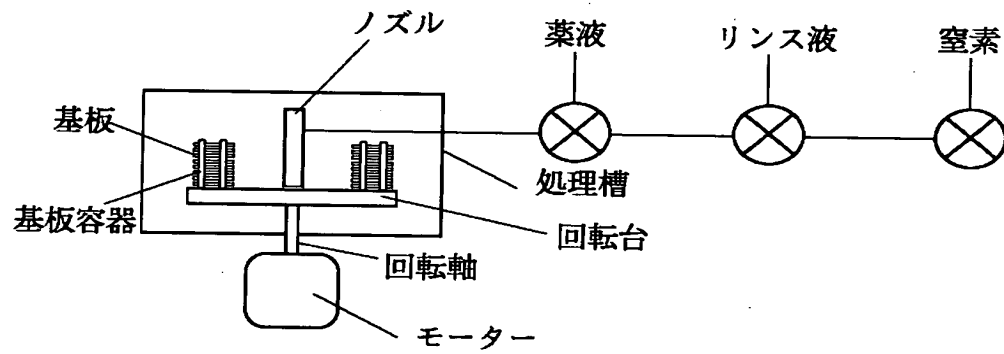 ノズル
薬液
リンス液
窒素
基板
処理槽
基板容器
回転台
回転軸
モーター